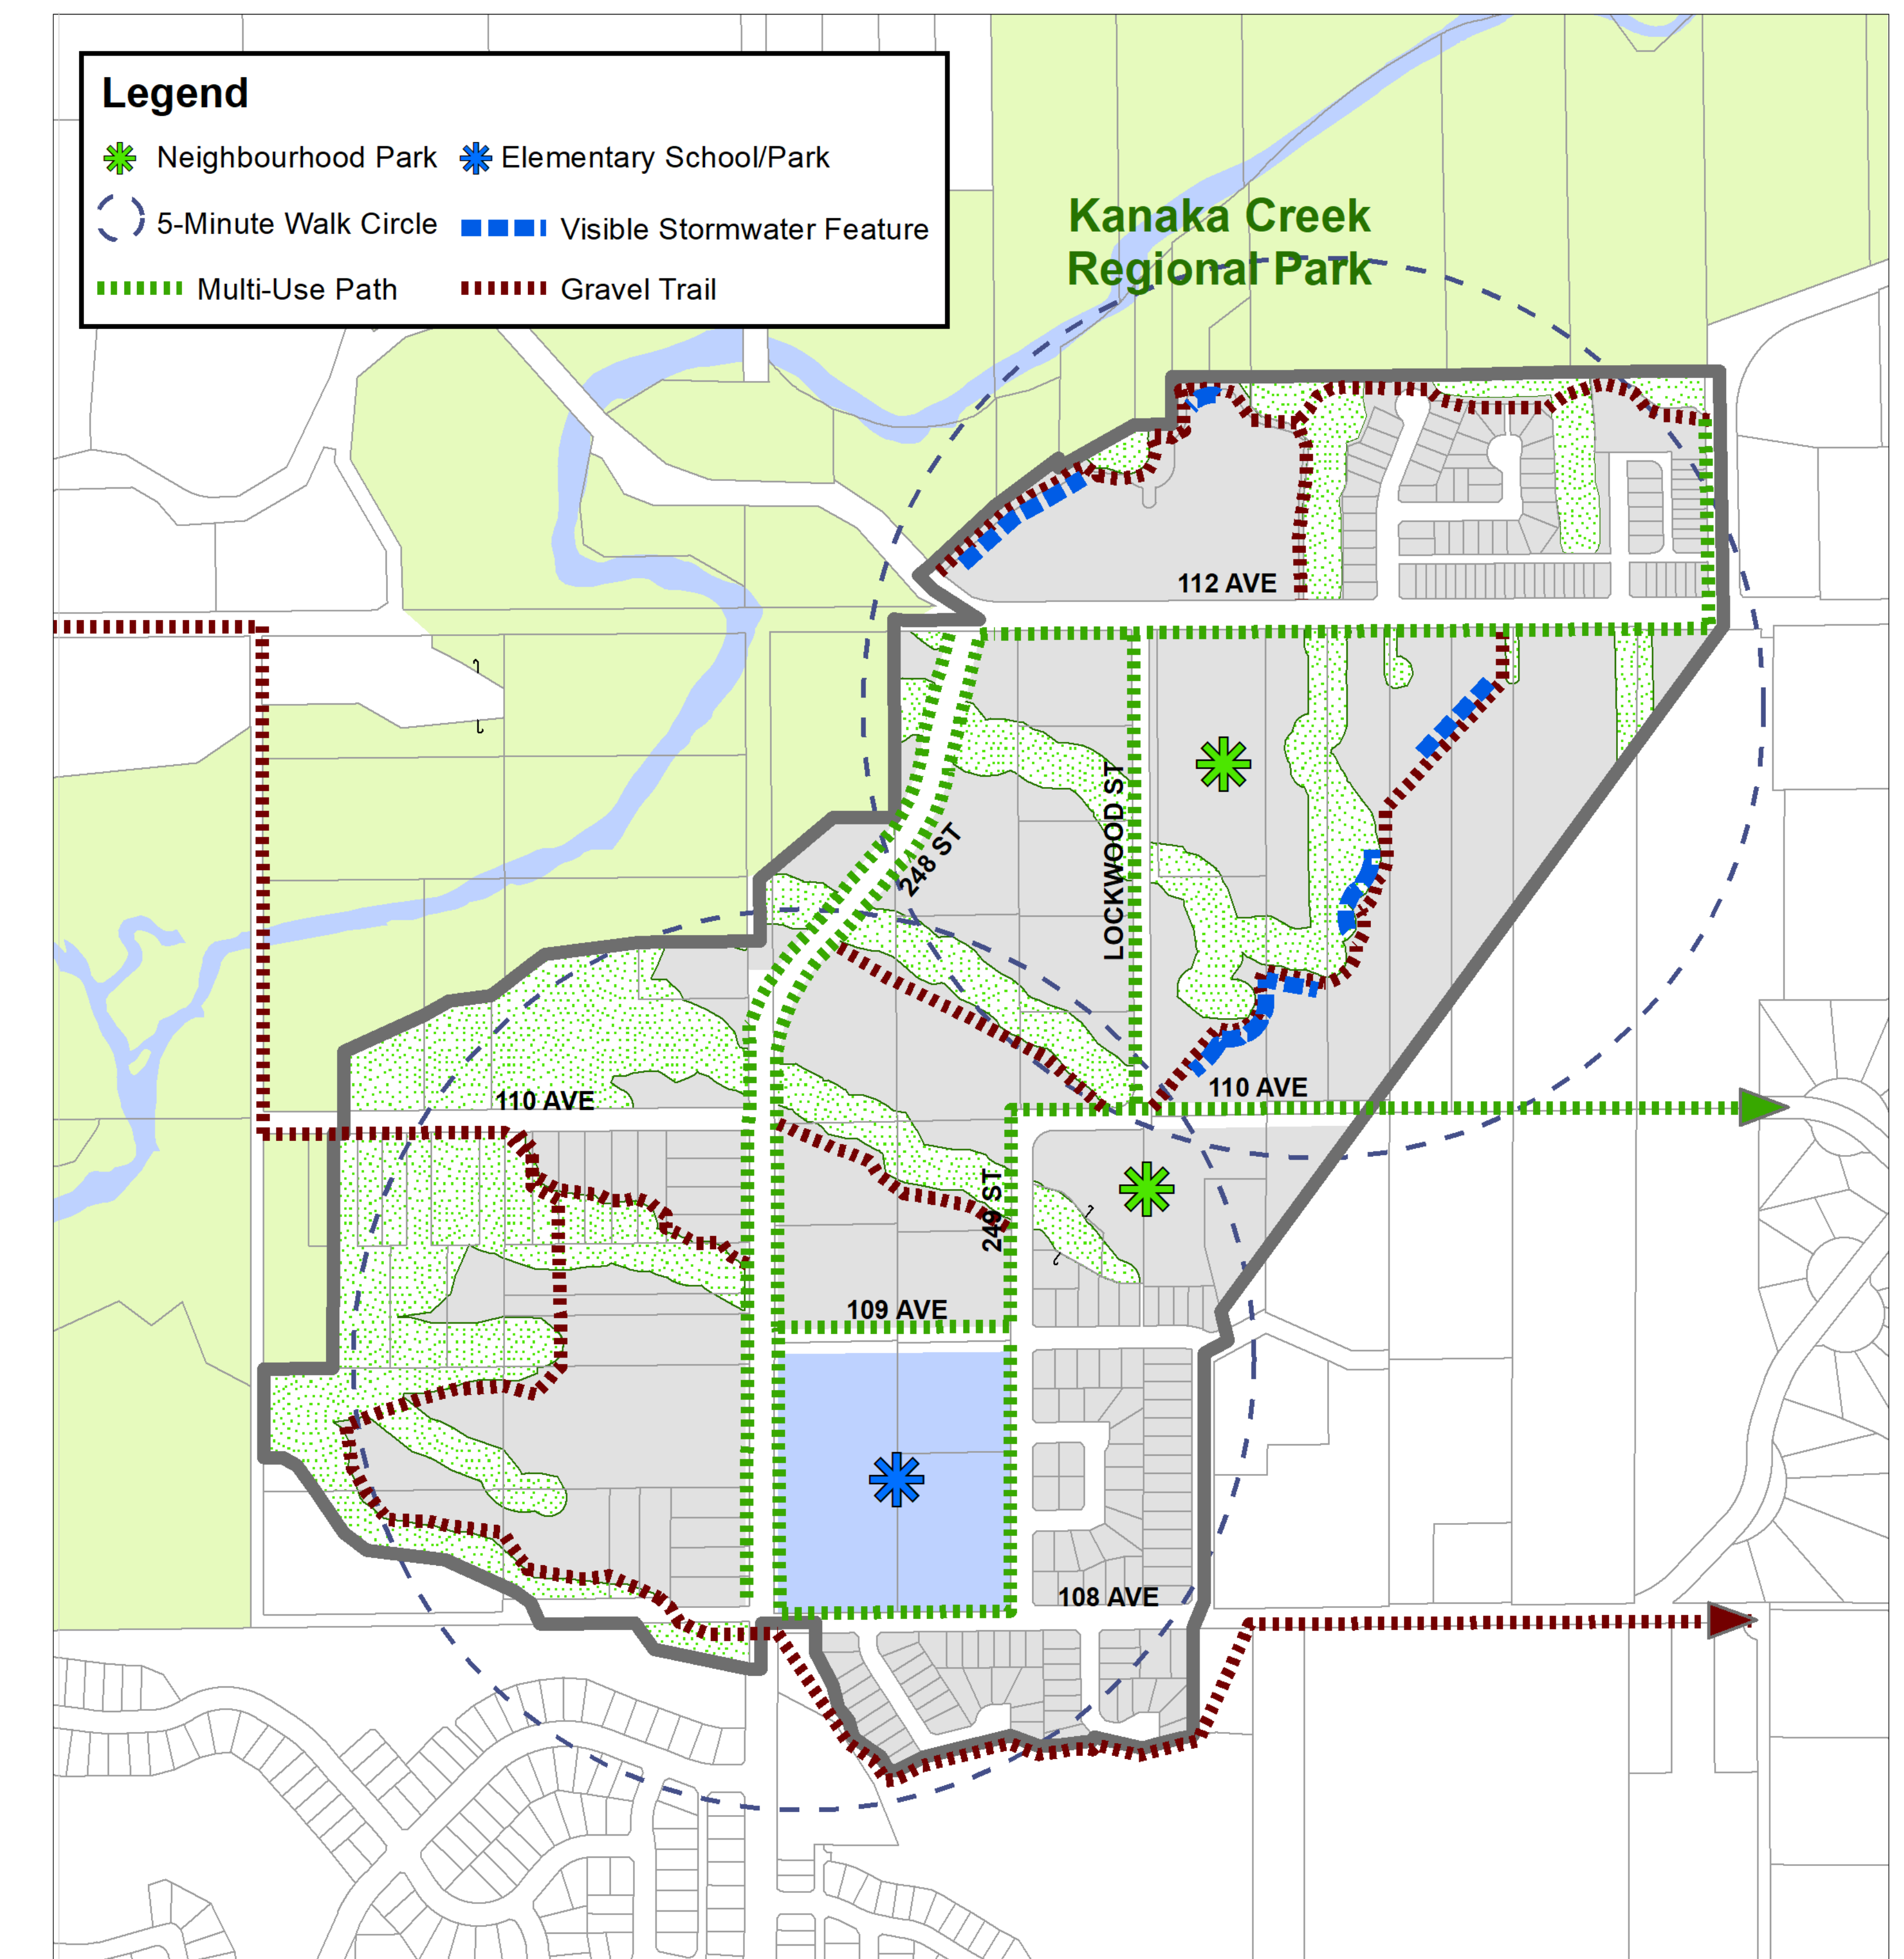 Legend
Neighbourhood Park
Elementary School/Park
5-Minute Walk Circle
Visible Stormwater Feature
Multi-Use Path
Gravel Trail
Kanaka Creek
Regional Park
112 AVE
248 ST
LOCKWOOD ST
110 AVE
110 AVE
249 ST
109 AVE
108 AVE